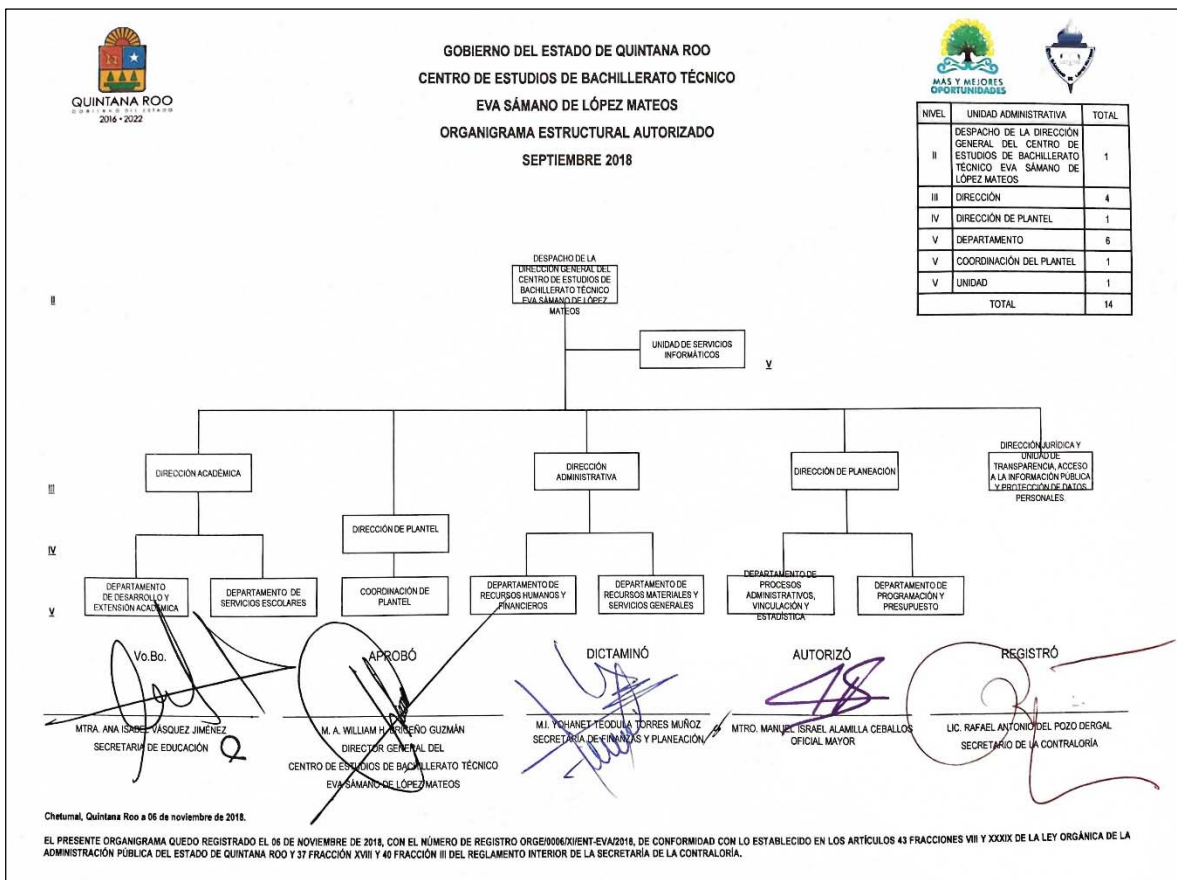 QUINTANA ROO
GOBIERNO DEL ESTADO
2016 • 2022
GOBIERNO DEL ESTADO DE QUINTANA ROO
CENTRO DE ESTUDIOS DE BACHILLERATO TÉCNICO
EVA SÁMANO DE LÓPEZ MATEOS
ORGANIGRAMA ESTRUCTURAL AUTORIZADO
SEPTIEMBRE 2018
MAS Y MEJORES
OPORTUNIDADES
NIVEL UNIDAD ADMINISTRATIVA TOTAL
DESPACHO DE LA DIRECCIÓN
GENERAL DEL CENTRO DE
II ESTUDIOS DE BACHILLERATO 1
TÉCNICO EVA SÁMANO DE
LÓPEZ MATEOS
III DIRECCIÓN 4
IV DIRECCIÓN DE PLANTEL 1
V DEPARTAMENTO 6
V COORDINACIÓN DEL PLANTEL 1
V UNIDAD 1
TOTAL 14
II
DESPACHO DE LA
DIRECCIÓN GENERAL DEL
CENTRO DE ESTUDIOS DE
BACHILLERATO TÉCNICO
EVA SÁMANO DE LÓPEZ
MATEOS
UNIDAD DE SERVICIOS
INFORMÁTICOS
V
III
DIRECCIÓN ACADÉMICA
DIRECCIÓN
ADMINISTRATIVA
DIRECCIÓN DE PLANEACIÓN
DIRECCIÓN JURÍDICA Y
UNIDAD DE
TRANSPARENCIA, ACCESO
A LA INFORMACIÓN PÚBLICA
Y PROTECCIÓN DE DATOS
PERSONALES
IV
DIRECCIÓN DE PLANTEL
V
DEPARTAMENTO
DE DESARROLLO Y
EXTENSIÓN ACADÉMICA
DEPARTAMENTO DE
SERVICIOS ESCOLARES
COORDINACIÓN DE
PLANTEL
DEPARTAMENTO DE
RECURSOS HUMANOS Y
FINANCIEROS
DEPARTAMENTO DE
RECURSOS MATERIALES Y
SERVICIOS GENERALES
DEPARTAMENTO DE
PROCESOS
ADMINISTRATIVOS,
VINCULACIÓN Y
ESTADÍSTICA
DEPARTAMENTO DE
PROGRAMACIÓN Y
PRESUPUESTO
Vo.Bo.
MTRA. ANA ISABEL VÁSQUEZ JIMÉNEZ
SECRETARIA DE EDUCACIÓN
APROBÓ
M. A. WILLIAM H. BRICEÑO GUZMÁN
DIRECTOR GENERAL DEL
CENTRO DE ESTUDIOS DE BACHILLERATO TÉCNICO
EVA SÁMANO DE LÓPEZ MATEOS
DICTAMINÓ
M.I. YOHANET TEODULA TORRES MUÑOZ
SECRETARIA DE FINANZAS Y PLANEACIÓN
AUTORIZÓ
MTRO. MANUEL ISRAEL ALAMILLA CEBALLOS
OFICIAL MAYOR
REGISTRÓ
LIC. RAFAEL ANTONIO DEL POZO DERGAL
SECRETARIO DE LA CONTRALORÍA
Chetumal, Quintana Roo a 06 de noviembre de 2018.
EL PRESENTE ORGANIGRAMA QUEDO REGISTRADO EL 06 DE NOVIEMBRE DE 2018, CON EL NÚMERO DE REGISTRO ORGE/0006/XI/ENT-EVA/2018, DE CONFORMIDAD CON LO ESTABLECIDO EN LOS ARTÍCULOS 43 FRACCIONES VIII Y XXXIX DE LA LEY ORGÁNICA DE LA
ADMINISTRACIÓN PÚBLICA DEL ESTADO DE QUINTANA ROO Y 37 FRACCIÓN XVIII Y 40 FRACCIÓN III DEL REGLAMENTO INTERIOR DE LA SECRETARÍA DE LA CONTRALORÍA.